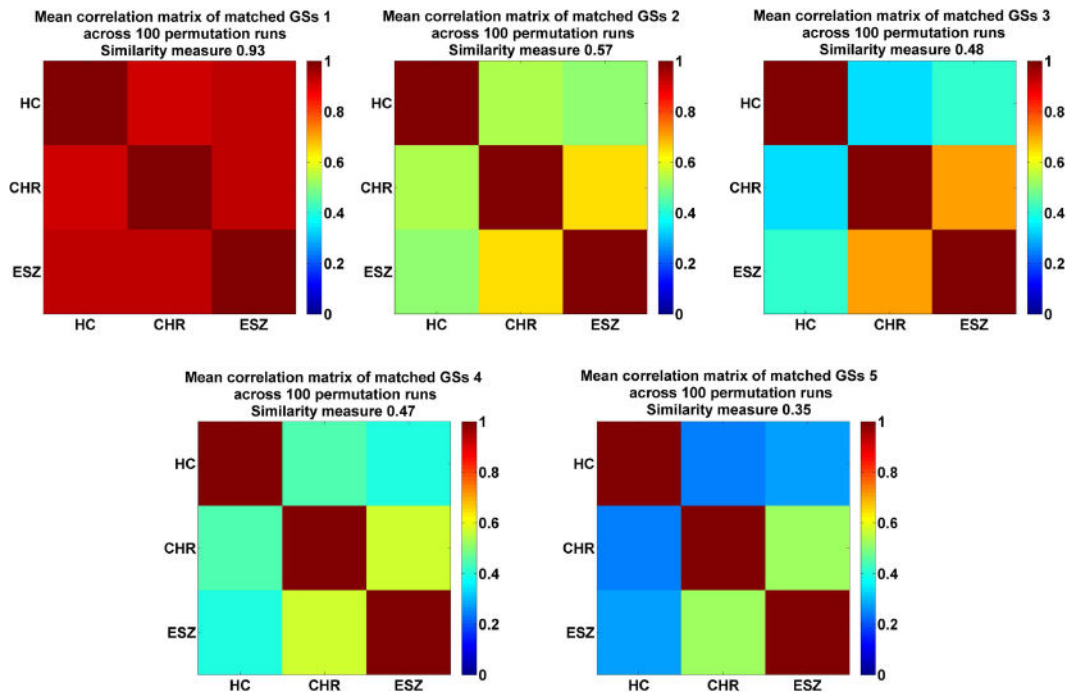 Mean correlation matrix of matched GSs 1
across 100 permutation runs
Similarity measure 0.93
HC
CHR
ESZ
HC CHR ESZ
1
0.8
0.6
0.4
0.2
0
Mean correlation matrix of matched GSs 2
across 100 permutation runs
Similarity measure 0.57
HC
CHR
ESZ
HC CHR ESZ
1
0.8
0.6
0.4
0.2
0
Mean correlation matrix of matched GSs 3
across 100 permutation runs
Similarity measure 0.48
HC
CHR
ESZ
HC CHR ESZ
1
0.8
0.6
0.4
0.2
0
Mean correlation matrix of matched GSs 4
across 100 permutation runs
Similarity measure 0.47
HC
CHR
ESZ
HC CHR ESZ
1
0.8
0.6
0.4
0.2
0
Mean correlation matrix of matched GSs 5
across 100 permutation runs
Similarity measure 0.35
HC
CHR
ESZ
HC CHR ESZ
1
0.8
0.6
0.4
0.2
0